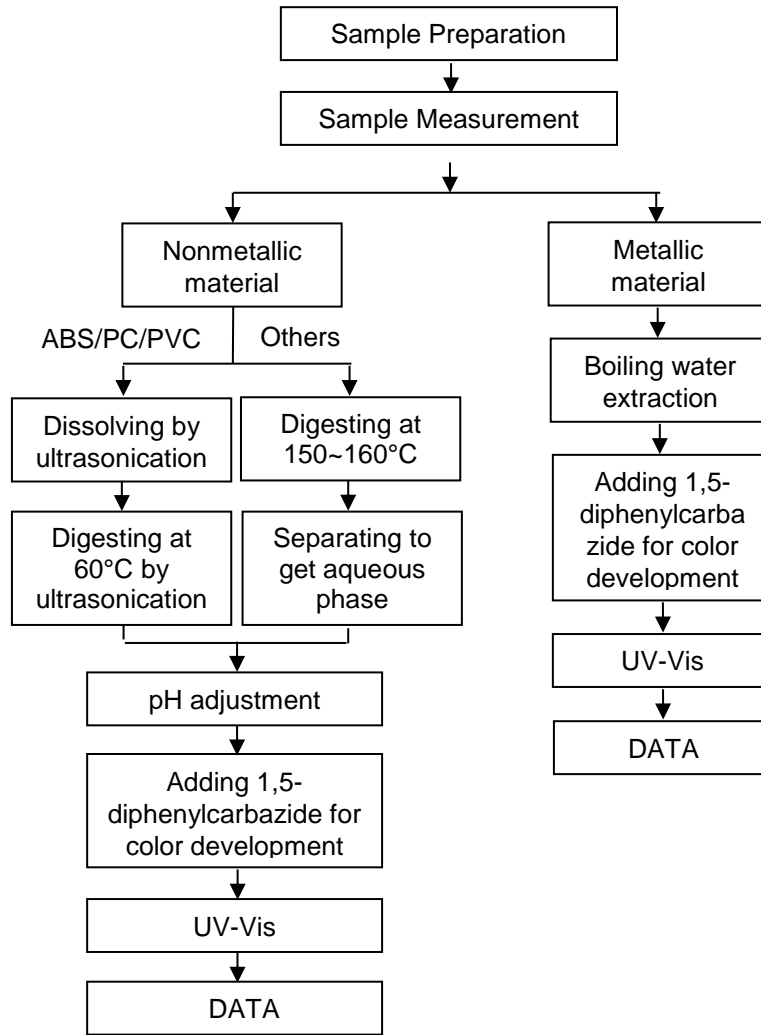 Sample Preparation
Sample Measurement
Nonmetallic
material
Metallic
material
ABS/PC/PVC
Others
Boiling water
extraction
Dissolving by
ultrasonication
Digesting at
150~160°C
Adding 1,5-
diphenylcarba
zide for color
development
Digesting at
60°C by
ultrasonication
Separating to
get aqueous
phase
UV-Vis
pH adjustment
DATA
Adding 1,5-
diphenylcarbazide for
color development
UV-Vis
DATA